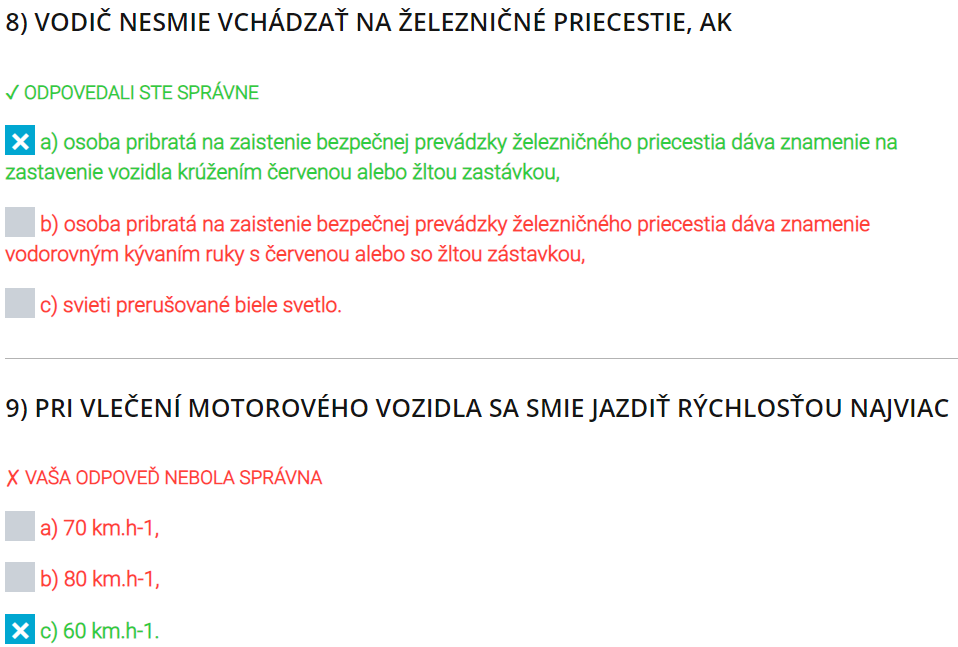 8) VODIČ NESMIE VCHÁDZAŤ NA ŽELEZNIČNÉ PRIECESTIE, AK
✓ ODPOVEDALI STE SPRÁVNE
a) osoba pribratá na zaistenie bezpečnej prevádzky železničného priecestia dáva znamenie na
zastavenie vozidla krúžením červenou alebo žltou zastávkou,
b) osoba pribratá na zaistenie bezpečnej prevádzky železničného priecestia dáva znamenie
vodorovným kývaním ruky s červenou alebo so žltou zástavkou,
c) svieti prerušované biele svetlo.
9) PRI VLEČENÍ MOTOROVÉHO VOZIDLA SA SMIE JAZDIŤ RÝCHLOSŤOU NAJVIAC
✗ VAŠA ODPOVEĎ NEBOLA SPRÁVNA
a) 70 km.h-1,
b) 80 km.h-1,
c) 60 km.h-1.